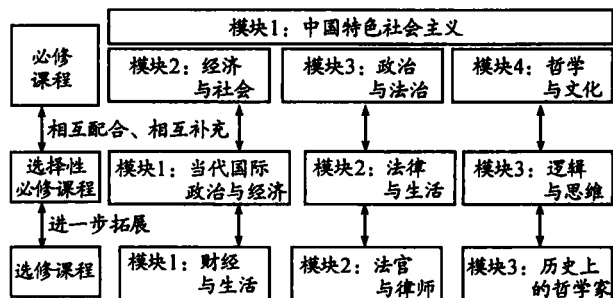 模块1：中国特色社会主义
必修
课程
模块2：经济
与社会
模块3：政治
与法治
模块4：哲学
与文化
相互配合、相互补充
选择性
必修课程
模块1：当代国际
政治与经济
模块2：法律
与生活
模块3：逻辑
与思维
进一步拓展
选修课程
模块1：财经
与生活
模块2：法官
与律师
模块3：历史上
的哲学家